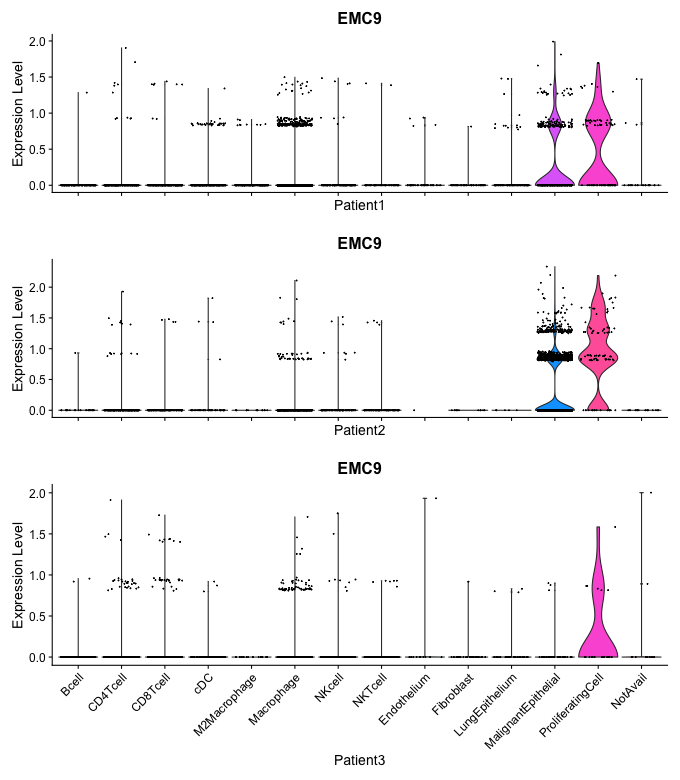 EMC9
Expression Level
2.0
1.5
1.0
0.5
0.0
Patient1
EMC9
Expression Level
2.0
1.5
1.0
0.5
0.0
Patient2
EMC9
Expression Level
2.0
1.5
1.0
0.5
0.0
Bcell
CD4Tcell
CD8Tcell
cDC
M2Macrophage
Macrophage
NKcell
NKTcell
Endothelium
Fibroblast
LungEpithelium
MalignantEpithelial
ProliferatingCell
NotAvail
Patient3